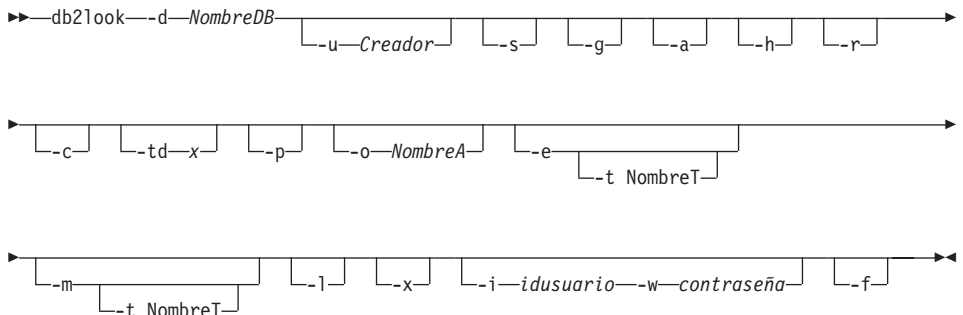 db2look -d NombreDB
-u Creador -s -g -a -h -r
-c -td x -p -o NombreA -e
-t NombreT
-m -l -x -i idusuario -w contraseña -f
-t NombreT